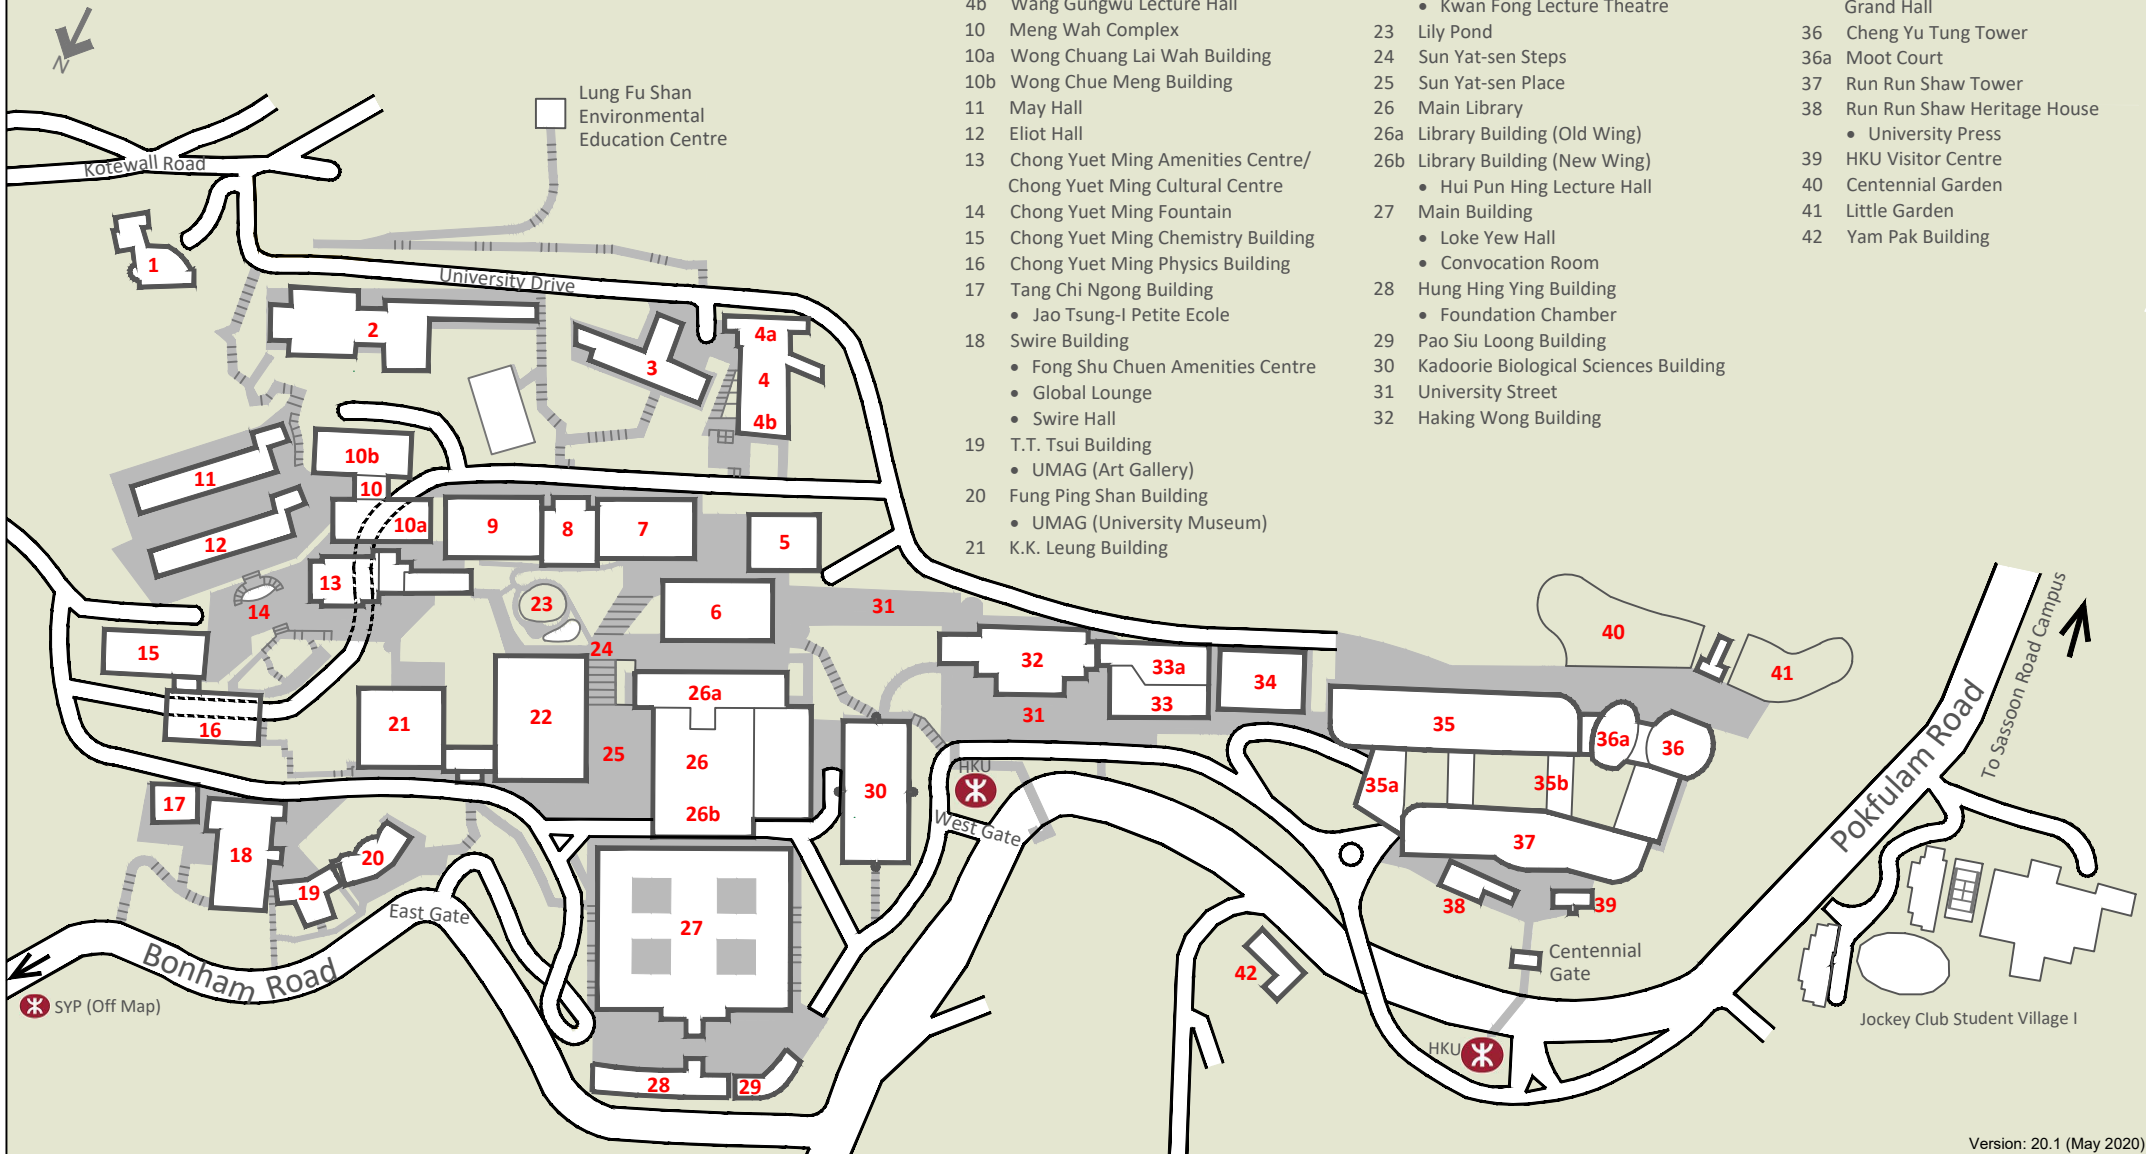 4b Wang Gungwu Lecture Hall
10 Meng Wah Complex
10a Wong Chuang Lai Wah Building
10b Wong Chue Meng Building
11 May Hall
12 Eliot Hall
13 Chong Yuet Ming Amenities Centre/
Chong Yuet Ming Cultural Centre
14 Chong Yuet Ming Fountain
15 Chong Yuet Ming Chemistry Building
16 Chong Yuet Ming Physics Building
17 Tang Chi Ngong Building
• Jao Tsung-I Petite Ecole
18 Swire Building
• Fong Shu Chuen Amenities Centre
• Global Lounge
• Swire Hall
19 T.T. Tsui Building
• UMAG (Art Gallery)
20 Fung Ping Shan Building
• UMAG (University Museum)
21 K.K. Leung Building
• Kwan Fong Lecture Theatre
23 Lily Pond
24 Sun Yat-sen Steps
25 Sun Yat-sen Place
26 Main Library
26a Library Building (Old Wing)
26b Library Building (New Wing)
• Hui Pun Hing Lecture Hall
27 Main Building
• Loke Yew Hall
• Convocation Room
28 Hung Hing Ying Building
• Foundation Chamber
29 Pao Siu Loong Building
30 Kadoorie Biological Sciences Building
31 University Street
32 Haking Wong Building
Grand Hall
36 Cheng Yu Tung Tower
36a Moot Court
37 Run Run Shaw Tower
38 Run Run Shaw Heritage House
• University Press
39 HKU Visitor Centre
40 Centennial Garden
41 Little Garden
42 Yam Pak Building
N
Lung Fu Shan
Environmental
Education Centre
Kotewall Road
1
University Drive
2
3
4a
4
4b
10b
11
10
10a
9
8
7
5
12
13
14
23
6
31
24
15
32
33a
33
34
40
41
26a
31
16
21
22
25
26
26b
30
35
36a
36
35a
35b
37
HKU
West Gate
17
18
20
19
East Gate
27
38
39
Centennial
Gate
42
Bonham Road
SYP (Off Map)
28
29
HKU
Pokfulam Road
To Sassoon Road Campus
Jockey Club Student Village I
Version: 20.1 (May 2020)